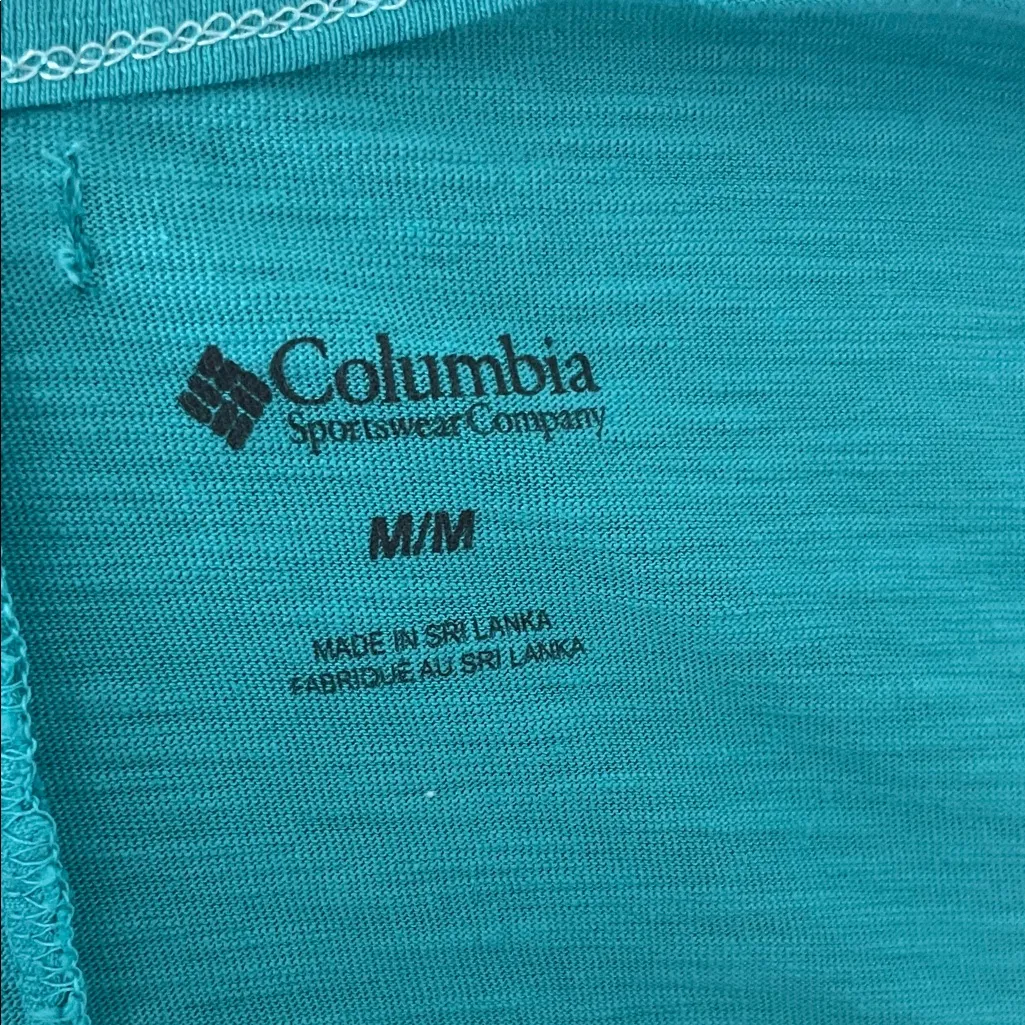 Columbia
Sportswear Company
M/M
MADE IN SRI LANKA
FABRIQUÉ AU SRI LANKA